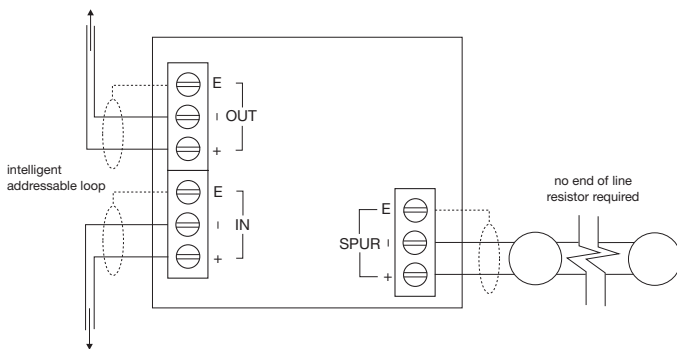 E
– OUT
+
intelligent
addressable loop
E
– IN
+
no end of line
resistor required
E
SPUR –
+